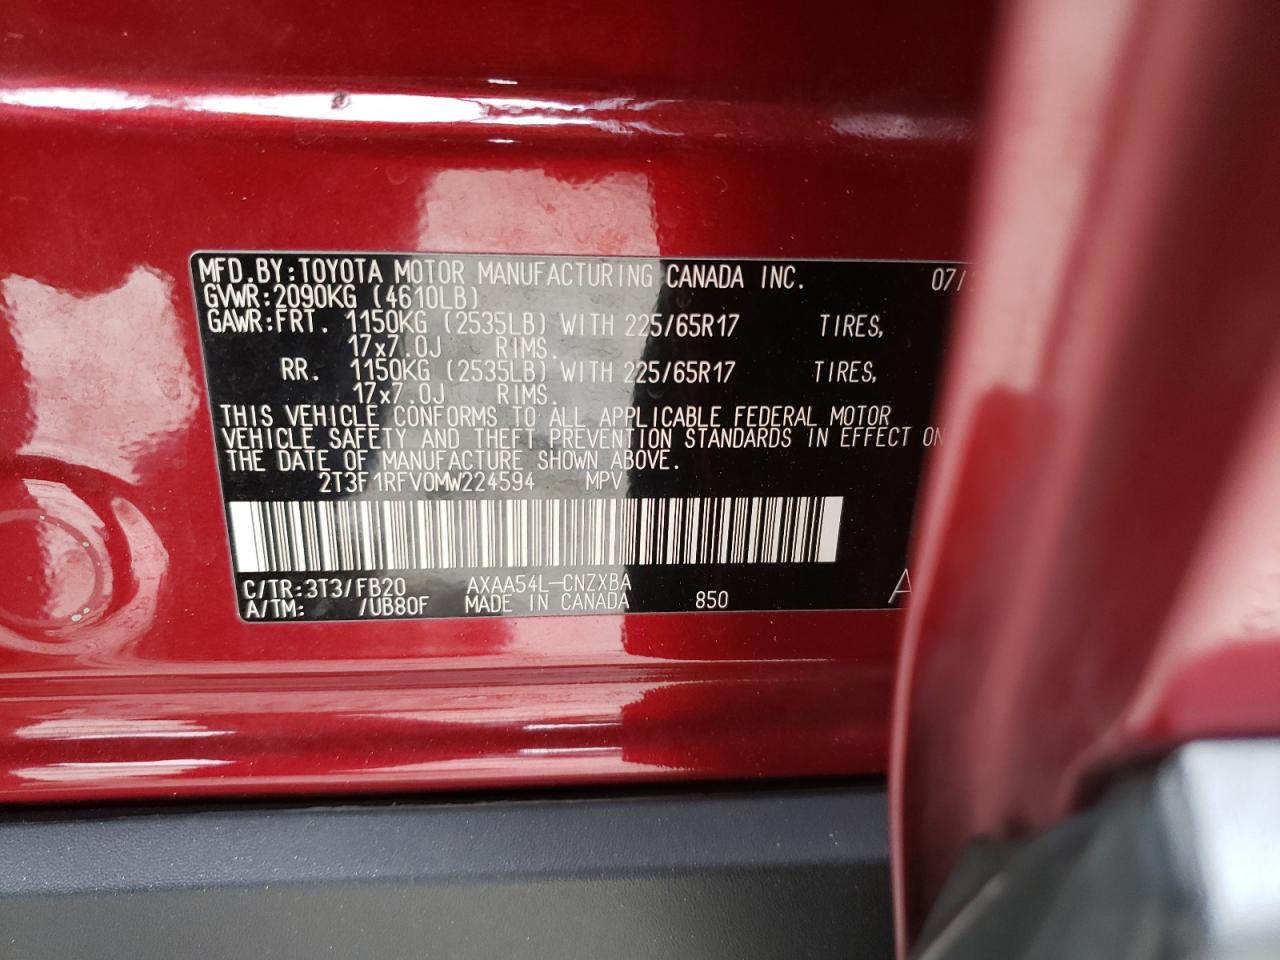 MFD.BY:TOYOTA MOTOR MANUFACTURING CANADA INC. 07/
GVWR:2090KG (4610LB)
GAWR:FRT. 1150KG (2535LB) WITH 225/65R17 TIRES,
17x7.0J RIMS.
RR. 1150KG (2535LB) WITH 225/65R17 TIRES,
17x7.0J RIMS.
THIS VEHICLE CONFORMS TO ALL APPLICABLE FEDERAL MOTOR
VEHICLE SAFETY AND THEFT PREVENTION STANDARDS IN EFFECT ON
THE DATE OF MANUFACTURE SHOWN ABOVE.
2T3F1RFV0MW224594 MPV
C/TR:3T3/FB20 AXAA54L-CNZXBA
A/TM: /UB80F MADE IN CANADA 850 A